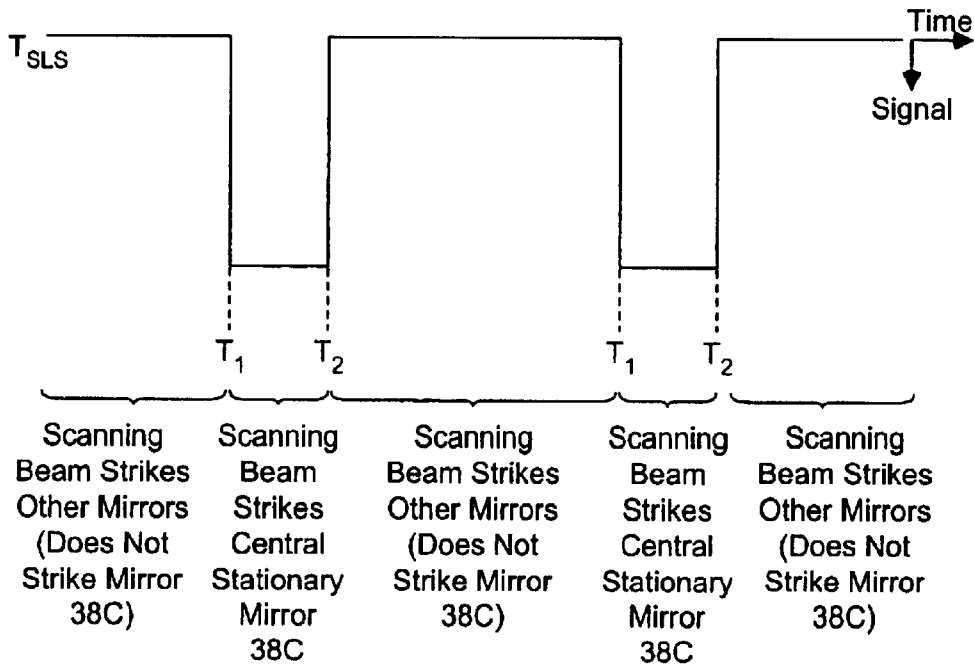 T_SLS
Time
Signal
T_1
T_2
T_1
T_2
Scanning
Beam Strikes
Other Mirrors
(Does Not
Strike Mirror
38C)
Scanning
Beam
Strikes
Central
Stationary
Mirror
38C
Scanning
Beam Strikes
Other Mirrors
(Does Not
Strike Mirror
38C)
Scanning
Beam
Strikes
Central
Stationary
Mirror
38C
Scanning
Beam Strikes
Other Mirrors
(Does Not
Strike Mirror
38C)